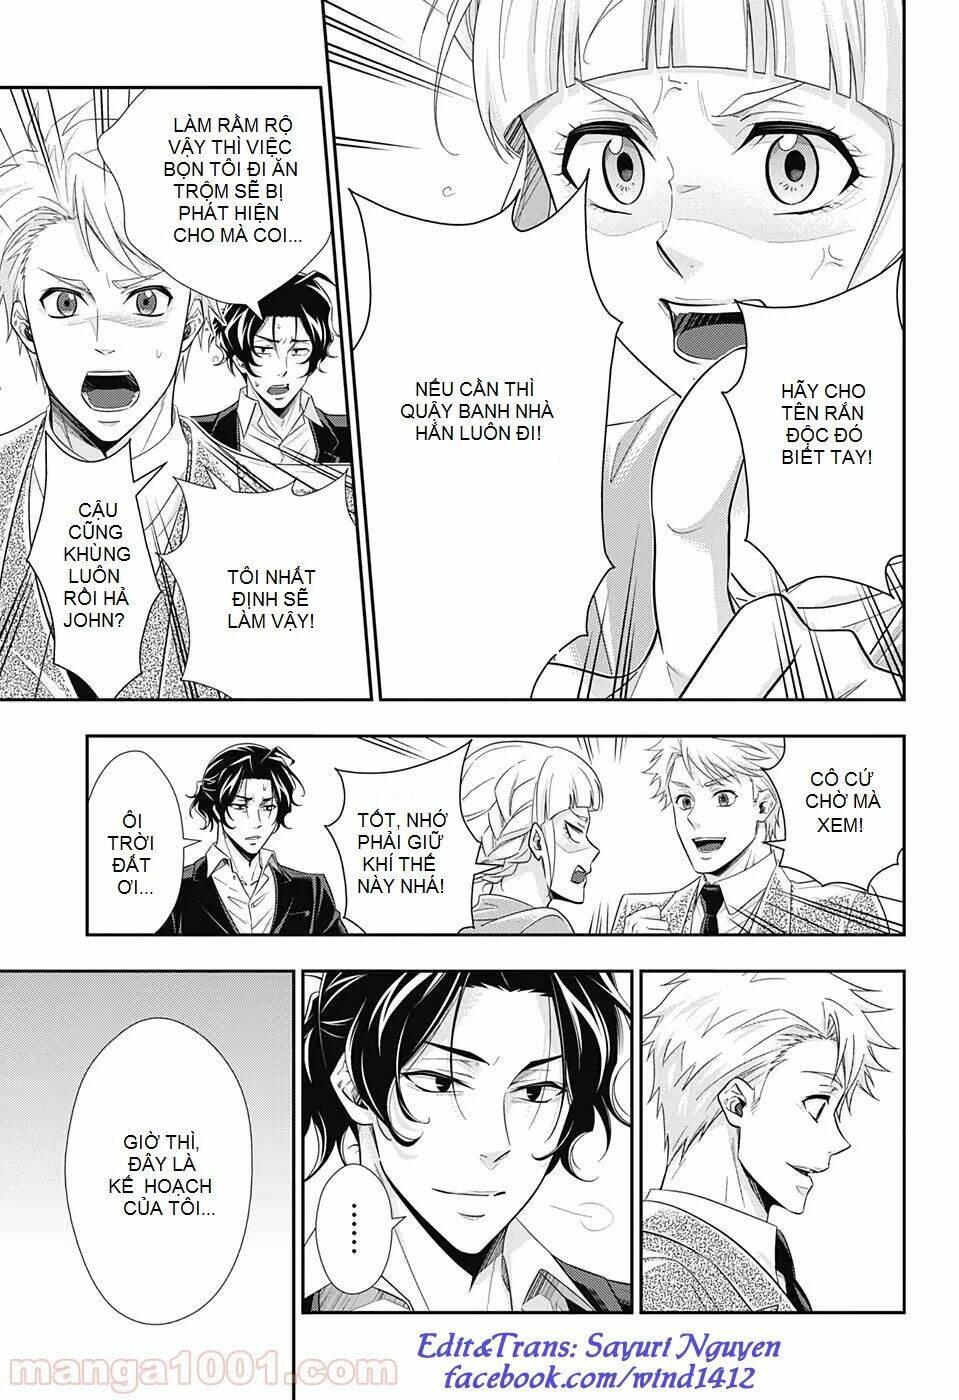 HÃY CHO
TÊN RẮN
ĐỘC ĐÓ
BIẾT TAY!
NẾU CẦN THÌ
QUẬY BANH NHÀ
HẮN LUÔN ĐI!
LÀM RẦM RỘ
VẬY THÌ VIỆC
BỌN TÔI ĐI ĂN
TRỘM SẼ BỊ
PHÁT HIỆN
CHO MÀ COI...
TÔI NHẤT
ĐỊNH SẼ
LÀM VẬY!
CẬU
CŨNG
KHÙNG
LUÔN
RỒI HẢ
JOHN?
CÔ CỨ
CHỜ MÀ
XEM!
TỐT, NHỚ
PHẢI GIỮ
KHÍ THẾ
NÀY NHÁ!
ÔI
TRỜI
ĐẤT
ƠI...
......
GIỜ THÌ,
ĐÂY LÀ
KẾ HOẠCH
CỦA TÔI...
manga1001.com
Edit&Trans: Sayuri Nguyen
facebook.com/wind1412